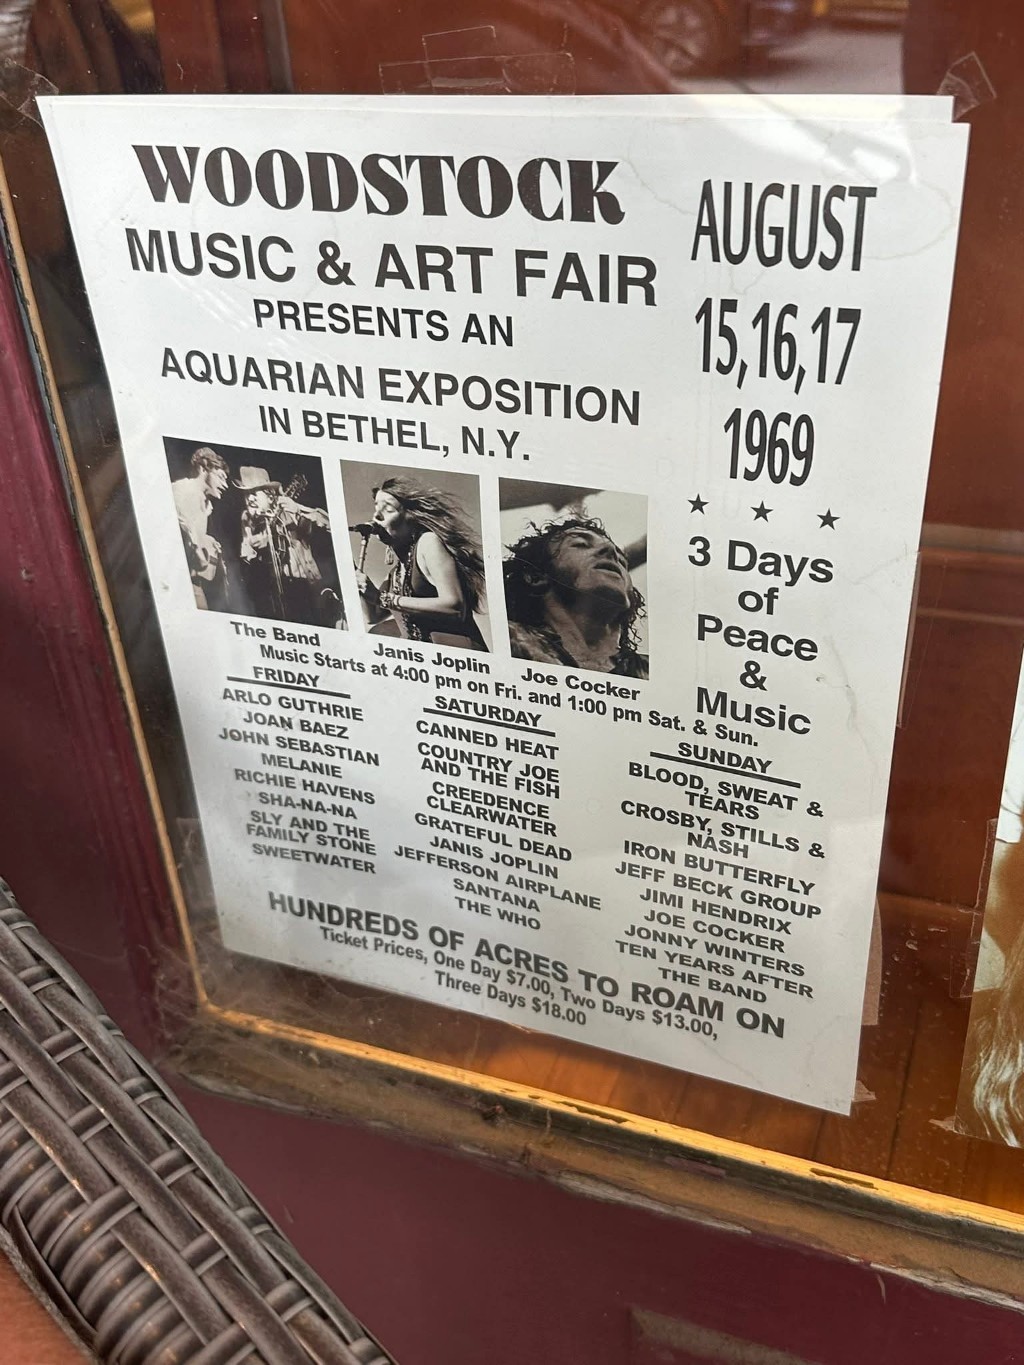 WOODSTOCK
MUSIC & ART FAIR
PRESENTS AN
AQUARIAN EXPOSITION
IN BETHEL, N.Y.
AUGUST
15,16,17
1969
3 Days
of
Peace
&
Music
The Band
Janis Joplin
Joe Cocker
Music Starts at 4:00 pm on Fri. and 1:00 pm Sat. & Sun.
FRIDAY
ARLO GUTHRIE
JOAN BAEZ
JOHN SEBASTIAN
MELANIE
RICHIE HAVENS
SHA-NA-NA
SLY AND THE
FAMILY STONE
SWEETWATER
SATURDAY
CANNED HEAT
COUNTRY JOE
AND THE FISH
CREEDENCE
CLEARWATER
GRATEFUL DEAD
JANIS JOPLIN
JEFFERSON AIRPLANE
SANTANA
THE WHO
SUNDAY
BLOOD, SWEAT &
TEARS
CROSBY, STILLS &
NASH
IRON BUTTERFLY
JEFF BECK GROUP
JIMI HENDRIX
JOE COCKER
JONNY WINTERS
TEN YEARS AFTER
THE BAND
HUNDREDS OF ACRES TO ROAM ON
Ticket Prices, One Day $7.00, Two Days $13.00,
Three Days $18.00